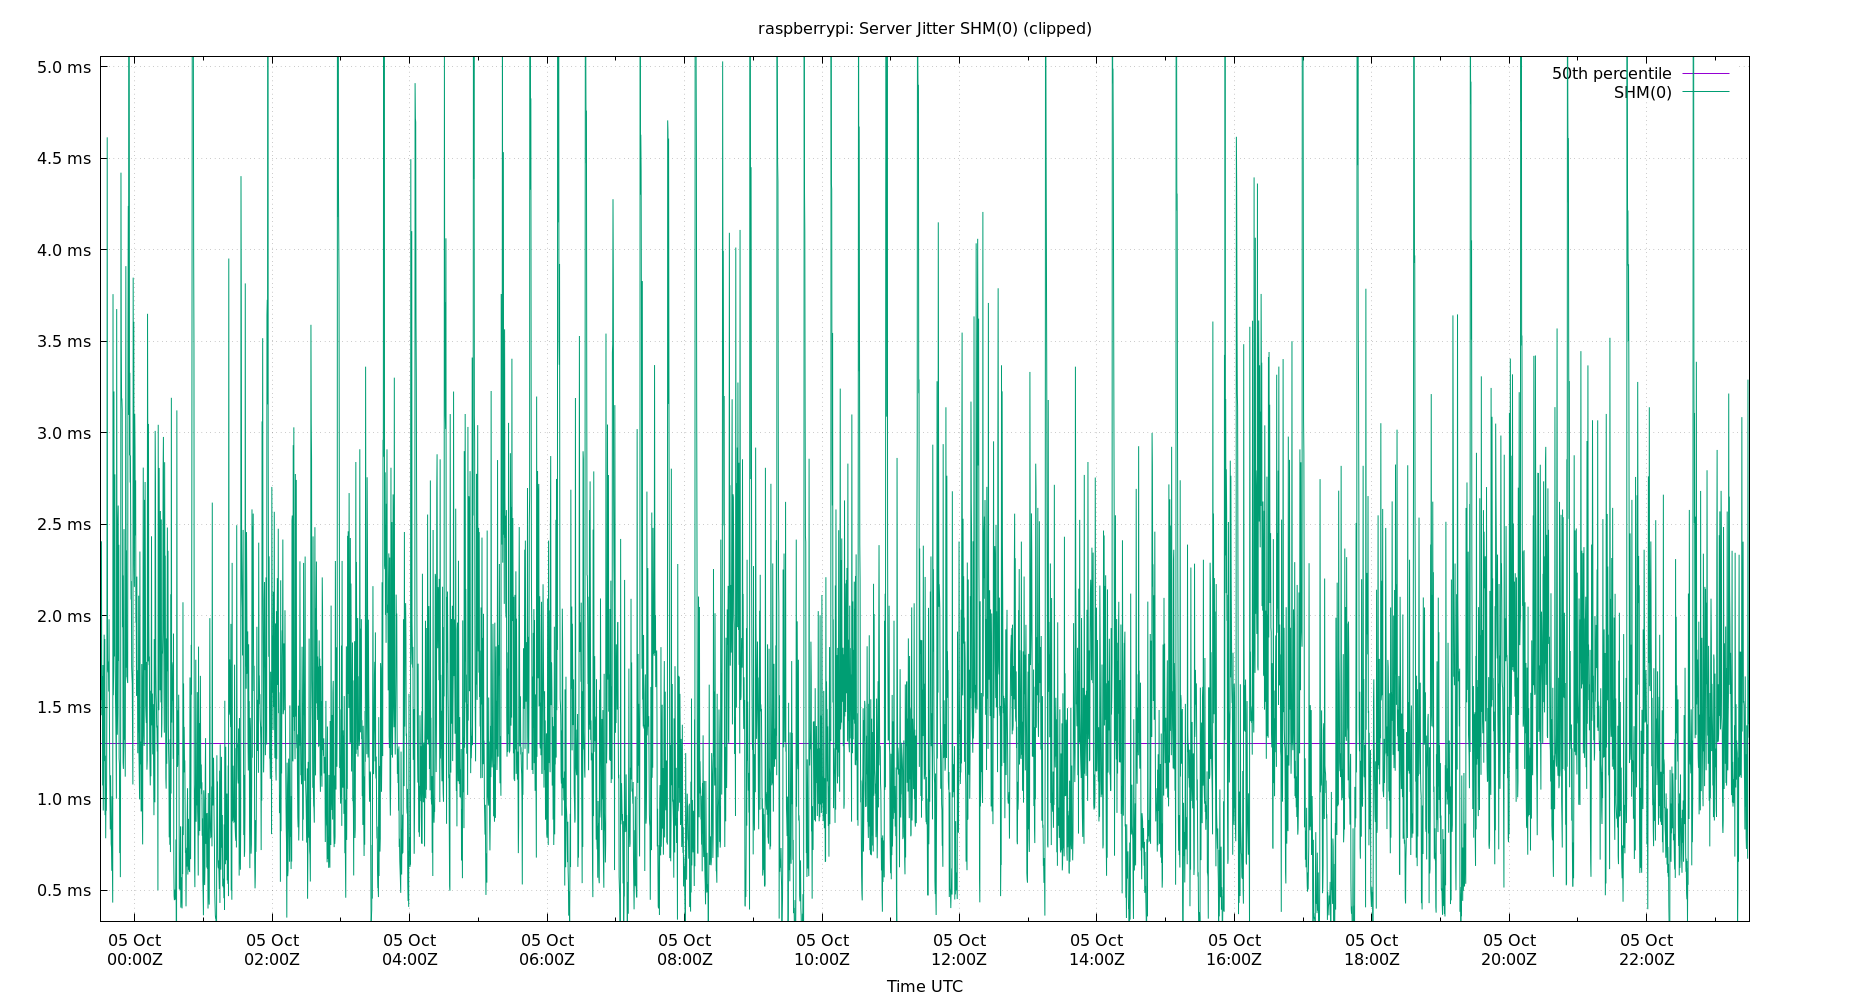 raspberrypi: Server Jitter SHM(0) (clipped)
50th percentile
SHM(0)
5.0 ms
4.5 ms
4.0 ms
3.5 ms
3.0 ms
2.5 ms
2.0 ms
1.5 ms
1.0 ms
0.5 ms
05 Oct 05 Oct 05 Oct 05 Oct 05 Oct 05 Oct 05 Oct 05 Oct 05 Oct 05 Oct 05 Oct 05 Oct
00:00Z 02:00Z 04:00Z 06:00Z 08:00Z 10:00Z 12:00Z 14:00Z 16:00Z 18:00Z 20:00Z 22:00Z
Time UTC